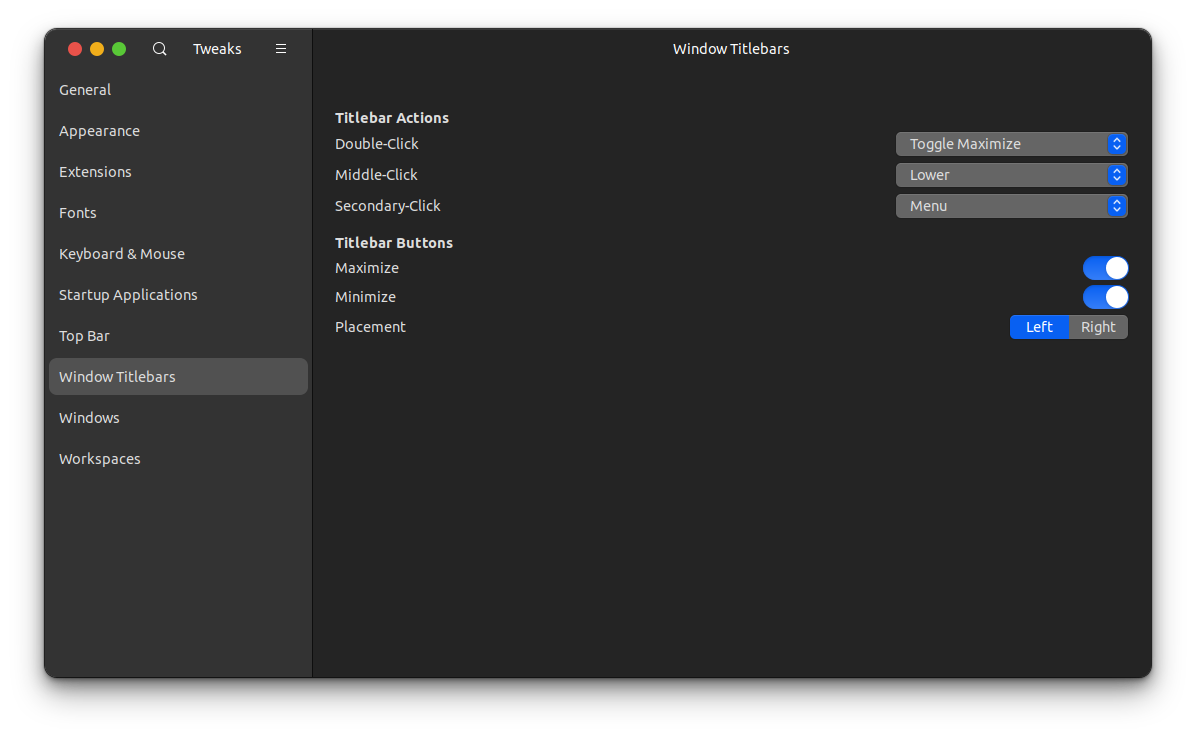 Tweaks
General
Appearance
Extensions
Fonts
Keyboard & Mouse
Startup Applications
Top Bar
Window Titlebars
Windows
Workspaces
Window Titlebars
Titlebar Actions
Double-Click Toggle Maximize
Middle-Click Lower
Secondary-Click Menu
Titlebar Buttons
Maximize
Minimize
Placement Left Right